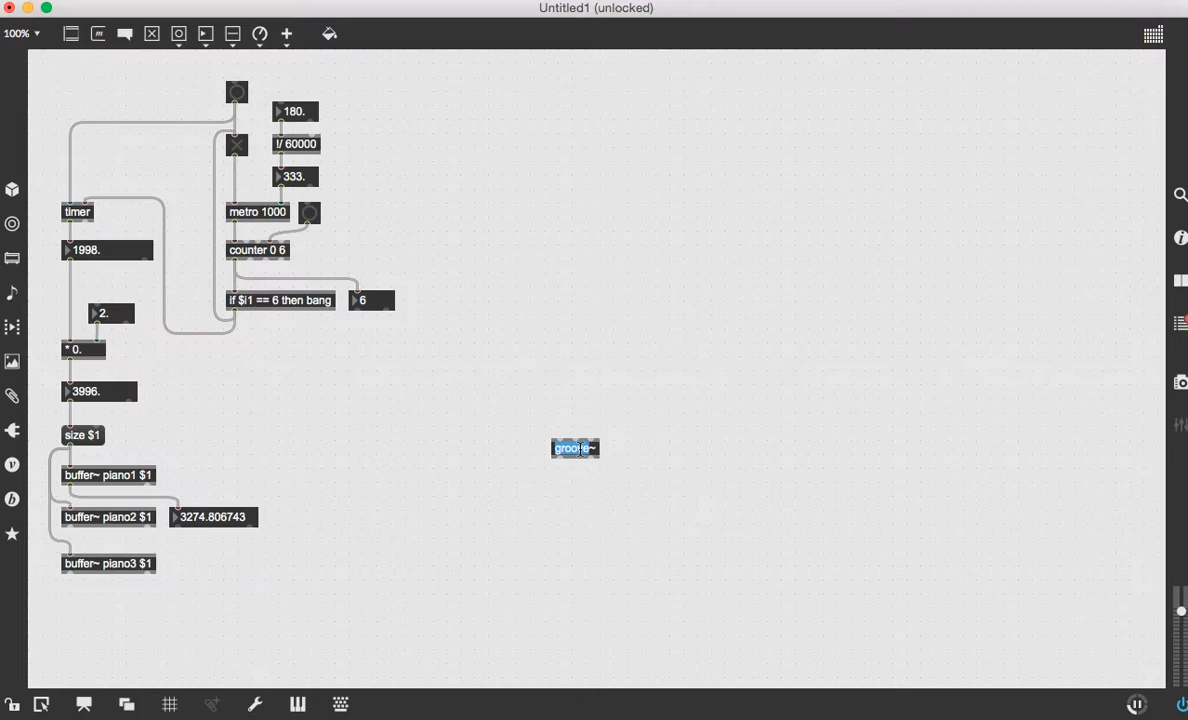 Untitled1 (unlocked)
100%
180.
!/ 60000
333.
timer
metro 1000
1998.
counter 0 6
if $i1 == 6 then bang
6
2.
* 0.
3996.
size $1
groove~
buffer~ piano1 $1
buffer~ piano2 $1
3274.806743
buffer~ piano3 $1